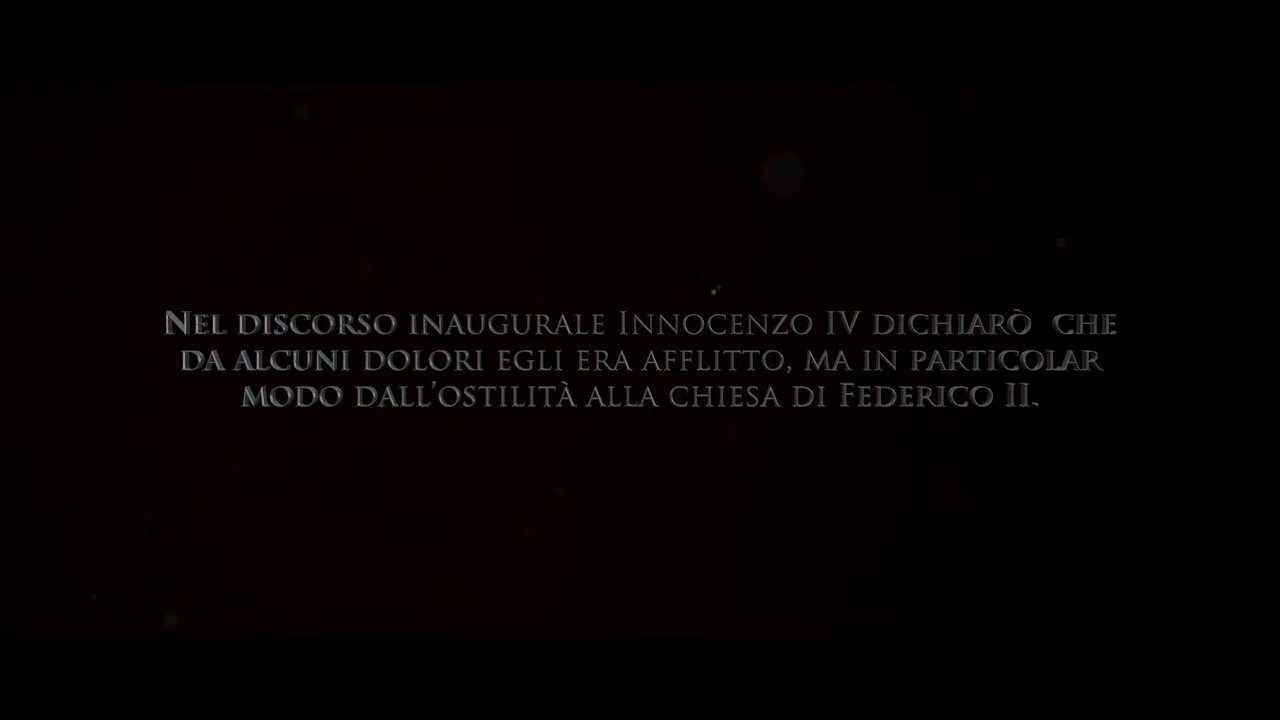 Nel discorso inaugurale Innocenzo IV dichiarò che
da alcuni dolori egli era afflitto, ma in particolar
modo dall'ostilità alla chiesa di Federico II.